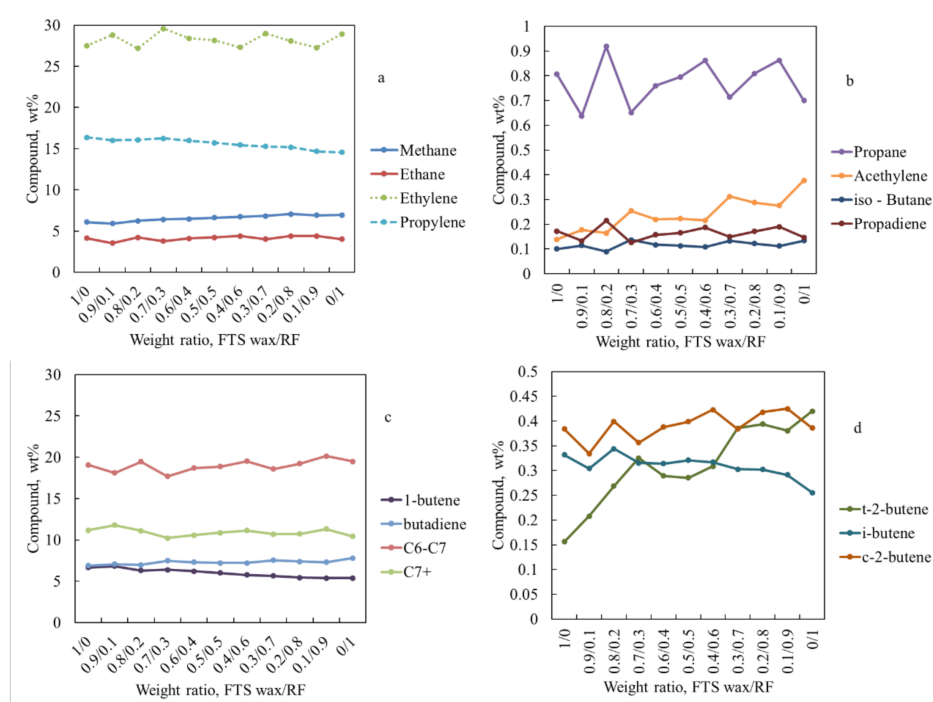 30
25
20
15
10
5
0
Compound, wt%
a
Methane
Ethane
Ethylene
Propylene
1/0
0.9/0.1
0.8/0.2
0.7/0.3
0.6/0.4
0.5/0.5
0.4/0.6
0.3/0.7
0.2/0.8
0.1/0.9
0/1
Weight ratio, FTS wax/RF
1
0.9
0.8
0.7
0.6
0.5
0.4
0.3
0.2
0.1
0
Compound, wt%
b
Propane
Acethylene
iso - Butane
Propadiene
1/0
0.9/0.1
0.8/0.2
0.7/0.3
0.6/0.4
0.5/0.5
0.4/0.6
0.3/0.7
0.2/0.8
0.1/0.9
0/1
Weight ratio, FTS wax/RF
30
25
20
15
10
5
0
Compound, wt%
c
1-butene
butadiene
C6-C7
C7+
1/0
0.9/0.1
0.8/0.2
0.7/0.3
0.6/0.4
0.5/0.5
0.4/0.6
0.3/0.7
0.2/0.8
0.1/0.9
0/1
Weight ratio, FTS wax/RF
0.5
0.45
0.4
0.35
0.3
0.25
0.2
0.15
0.1
0.05
0
Compound, wt%
d
t-2-butene
i-butene
c-2-butene
1/0
0.9/0.1
0.8/0.2
0.7/0.3
0.6/0.4
0.5/0.5
0.4/0.6
0.3/0.7
0.2/0.8
0.1/0.9
0/1
Weight ratio, FTS wax/RF